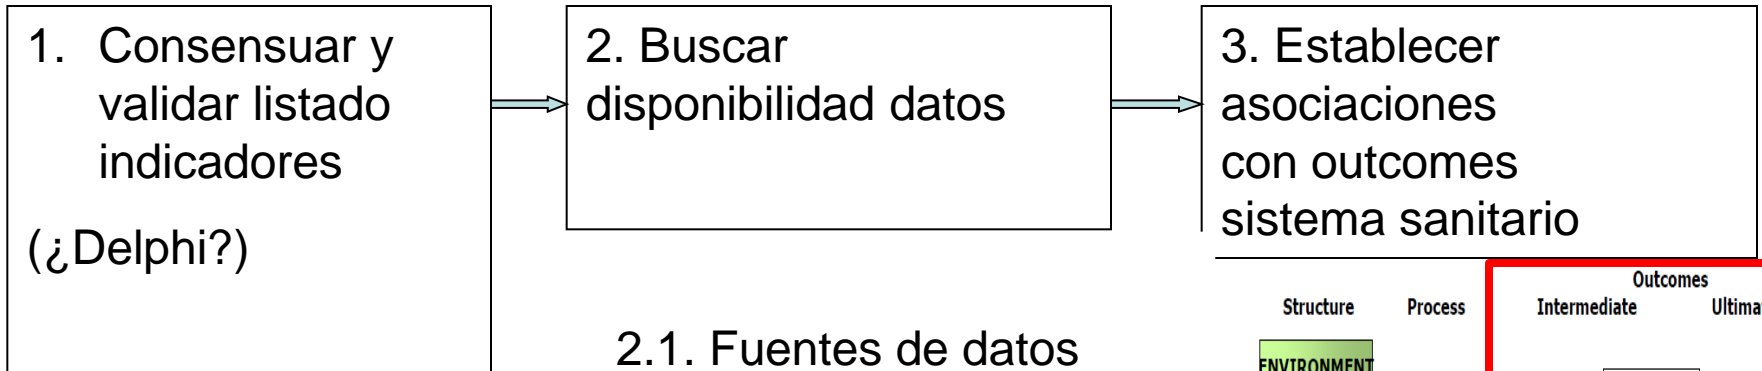 1. Consensuar y
validar listado
indicadores
(¿Delphi?)
2. Buscar
disponibilidad datos
3. Establecer
asociaciones
con outcomes
sistema sanitario
2.1. Fuentes de datos
Outcomes
Structure Process Intermediate
ENVIRONMENT